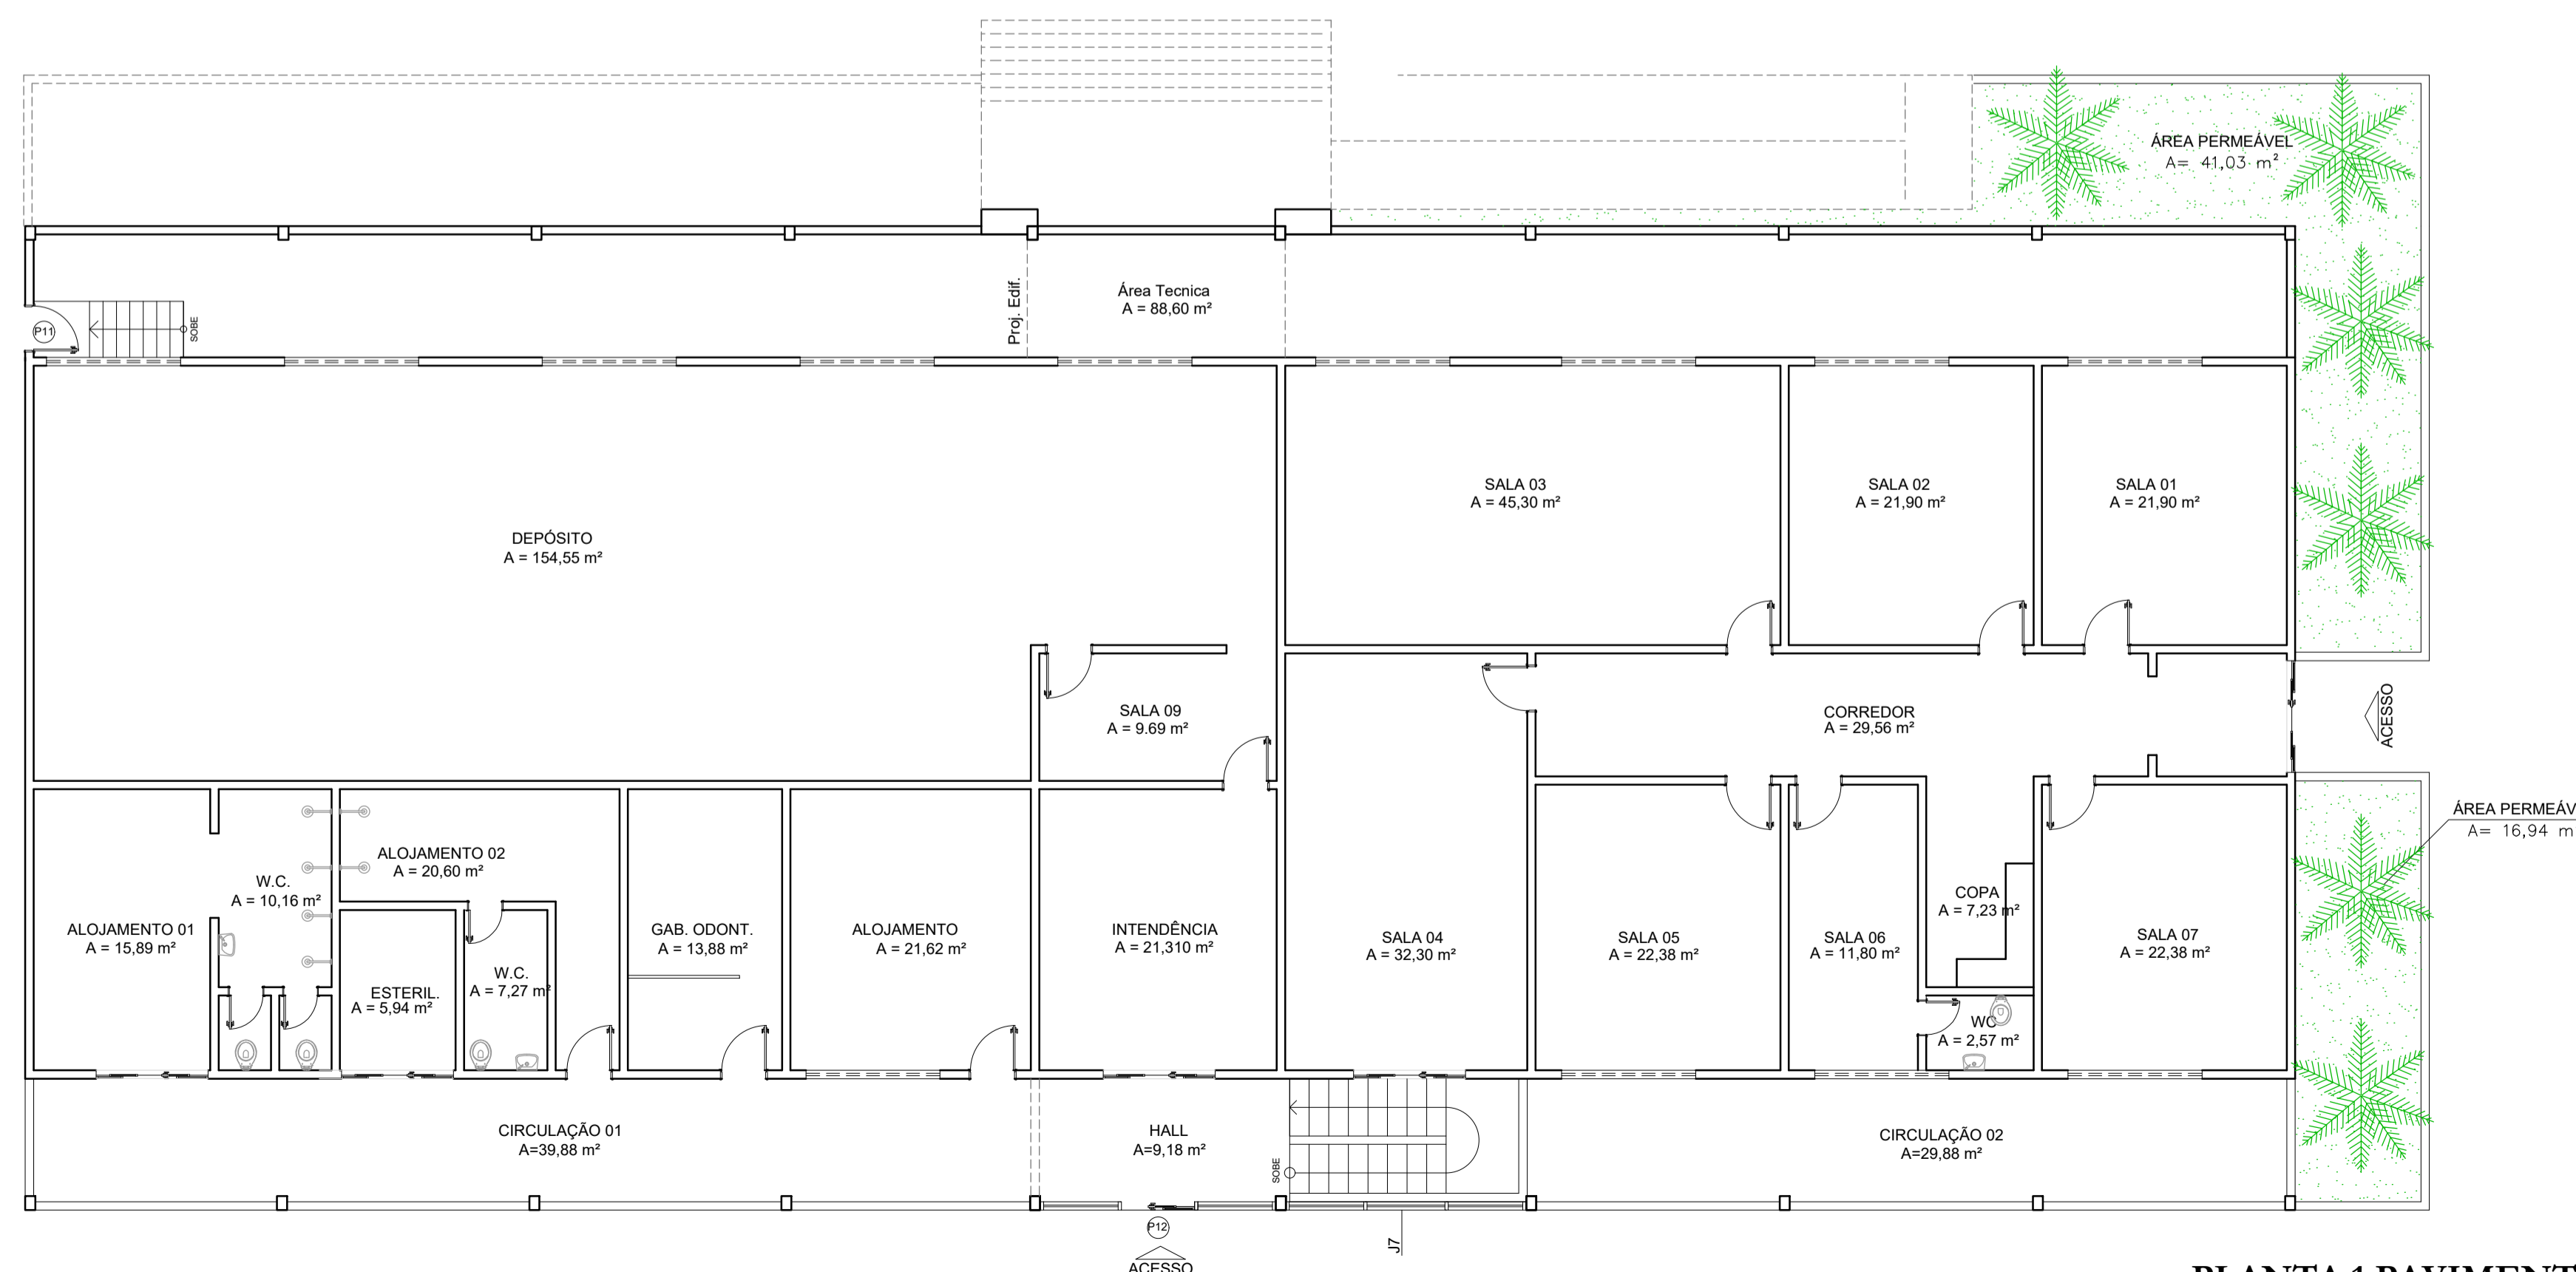 ÁREA PERMEÁVEL
A= 41,03 m²
Proj. Edif.
Área Tecnica
A = 88,60 m²
P11
SOBE
SALA 03
A = 45,30 m²
SALA 02
A = 21,90 m²
SALA 01
A = 21,90 m²
DEPÓSITO
A = 154,55 m²
SALA 09
A = 9.69 m²
CORREDOR
A = 29,56 m²
ACESSO
ÁREA PERMEÁV
A= 16,94 m
ALOJAMENTO 01
A = 15,89 m²
W.C.
A = 10,16 m²
ALOJAMENTO 02
A = 20,60 m²
ESTERIL.
A = 5,94 m²
W.C.
A = 7,27 m²
GAB. ODONT.
A = 13,88 m²
ALOJAMENTO
A = 21,62 m²
INTENDÊNCIA
A = 21,310 m²
SALA 04
A = 32,30 m²
SALA 05
A = 22,38 m²
SALA 06
A = 11,80 m²
COPA
A = 7,23 m²
WC
A = 2,57 m²
SALA 07
A = 22,38 m²
CIRCULAÇÃO 01
A=39,88 m²
HALL
A=9,18 m²
SOBE
CIRCULAÇÃO 02
A=29,88 m²
P12
ACESSO
J7
PLANTA 1 PAVIMENT